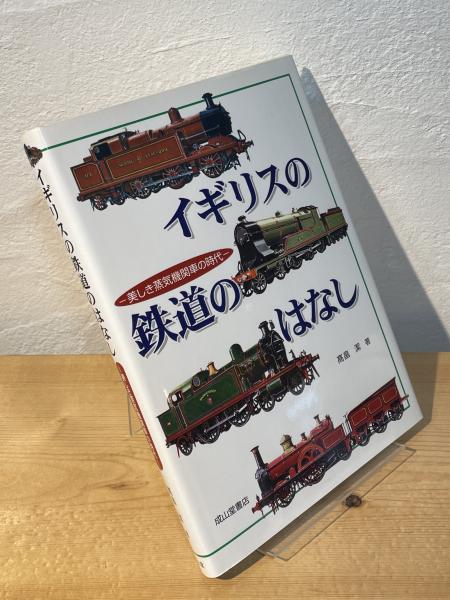 イギリスの
－美しき蒸気機関車の時代－
鉄道の
はなし
高畠 潔 著
成山堂書店
イギリスの鉄道のはなし